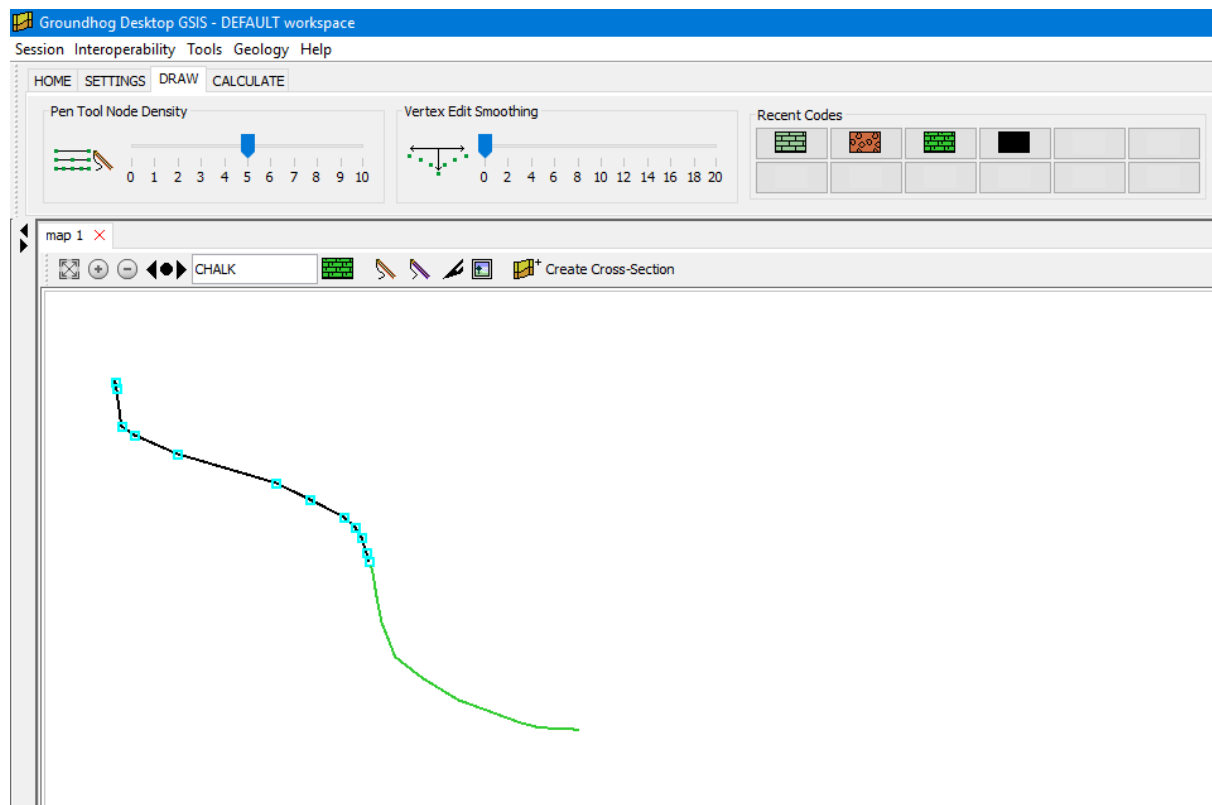 Groundhog Desktop GSIS - DEFAULT workspace
Session Interoperability Tools Geology Help
HOME SETTINGS DRAW CALCULATE
Pen Tool Node Density Vertex Edit Smoothing Recent Codes
0 1 2 3 4 5 6 7 8 9 10 0 2 4 6 8 10 12 14 16 18 20
map 1
CHALK Create Cross-Section